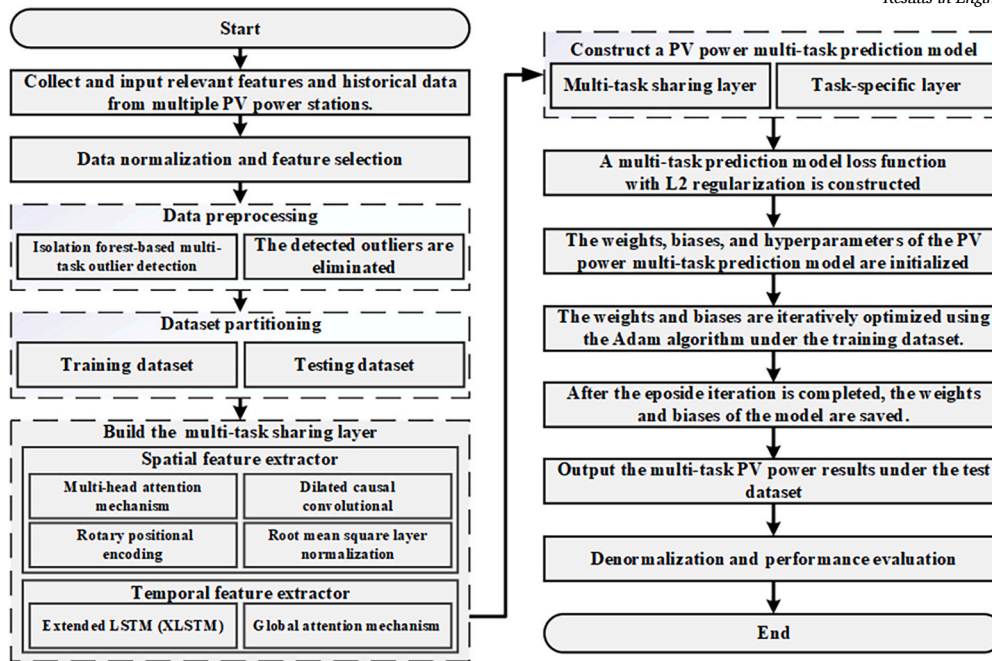 Results in Engin
Start
Collect and input relevant features and historical data
from multiple PV power stations.
Data normalization and feature selection
Data preprocessing
Isolation forest-based multi-
task outlier detection
The detected outliers are
eliminated
Dataset partitioning
Training dataset
Testing dataset
Build the multi-task sharing layer
Spatial feature extractor
Multi-head attention
mechanism
Dilated causal
convolutional
Rotary positional
encoding
Root mean square layer
normalization
Temporal feature extractor
Extended LSTM (XLSTM)
Global attention mechanism
Construct a PV power multi-task prediction model
Multi-task sharing layer
Task-specific layer
A multi-task prediction model loss function
with L2 regularization is constructed
The weights, biases, and hyperparameters of the PV
power multi-task prediction model are initialized
The weights and biases are iteratively optimized using
the Adam algorithm under the training dataset.
After the eposide iteration is completed, the weights
and biases of the model are saved.
Output the multi-task PV power results under the test
dataset
Denormalization and performance evaluation
End